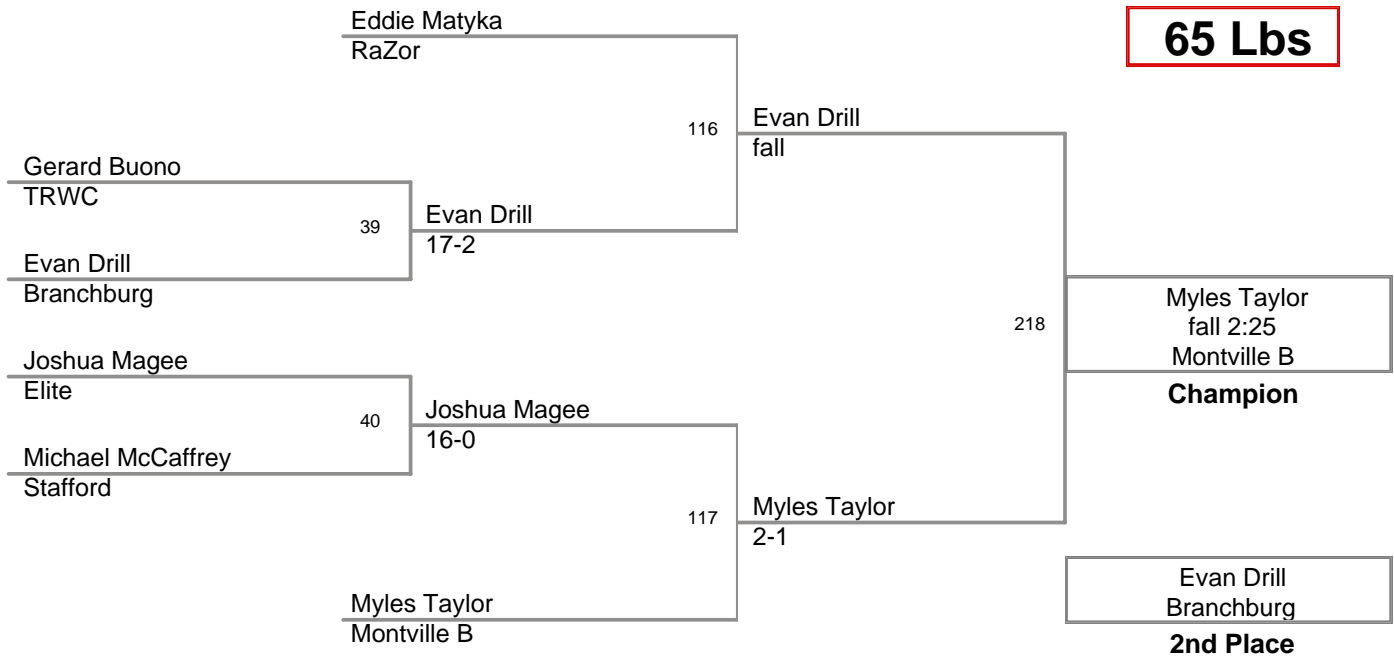 Eddie Matyka
RaZor
65 Lbs
116
Evan Drill
fall
Gerard Buono
TRWC
39
Evan Drill
17-2
Evan Drill
Branchburg
218
Myles Taylor
fall 2:25
Montville B
Champion
Joshua Magee
Elite
40
Joshua Magee
16-0
Michael McCaffrey
Stafford
117
Myles Taylor
2-1
Myles Taylor
Montville B
Evan Drill
Branchburg
2nd Place